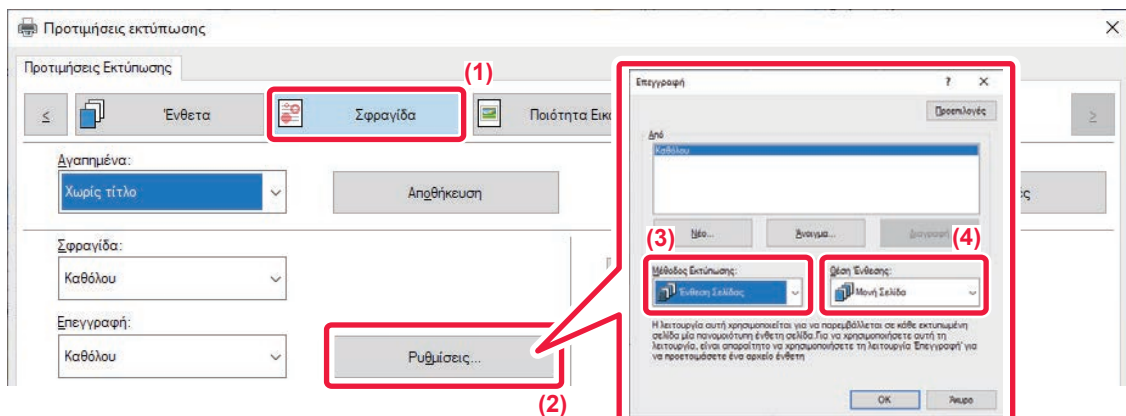 Προτιμήσεις εκτύπωσης
Προτιμήσεις Εκτύπωσης
(1)
< Ένθετα Σφραγίδα Ποιότητα Εικ >
Αγαπημένα:
Χωρίς τίτλο Αποθήκευση ές
Σφραγίδα:
Καθόλου
Επεγγραφή:
Καθόλου Ρυθμίσεις...
(2)
Επεγγραφή ? ×
Προεπιλογές
Από
Καθόλου
Νέο... Άνοιγμα... Διαγραφή
(3) (4)
Μέθοδος Εκτύπωσης: Θέση Ένθεσης:
Ένθεση Σελίδας Μονή Σελίδα
Η λειτουργία αυτή χρησιμοποιείται για να παρεμβάλλεται σε κάθε εκτυπωμένη
σελίδα μία πανομοιότυπη ένθετη σελίδα.Για να χρησιμοποιήσετε αυτή τη
λειτουργία, είναι απαραίτητο να χρησιμοποιήσετε τη λειτουργία 'Επεγγραφή' για
να προετοιμάσετε ένα αρχείο ένθετη
OK Άκυρο